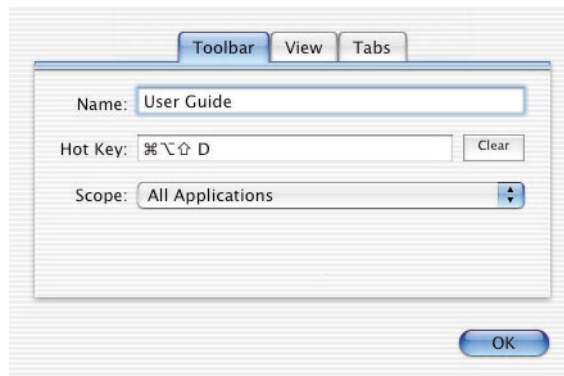 Toolbar View Tabs
Name: User Guide
Hot Key: ⌘⌥⇧ D Clear
Scope: All Applications
OK